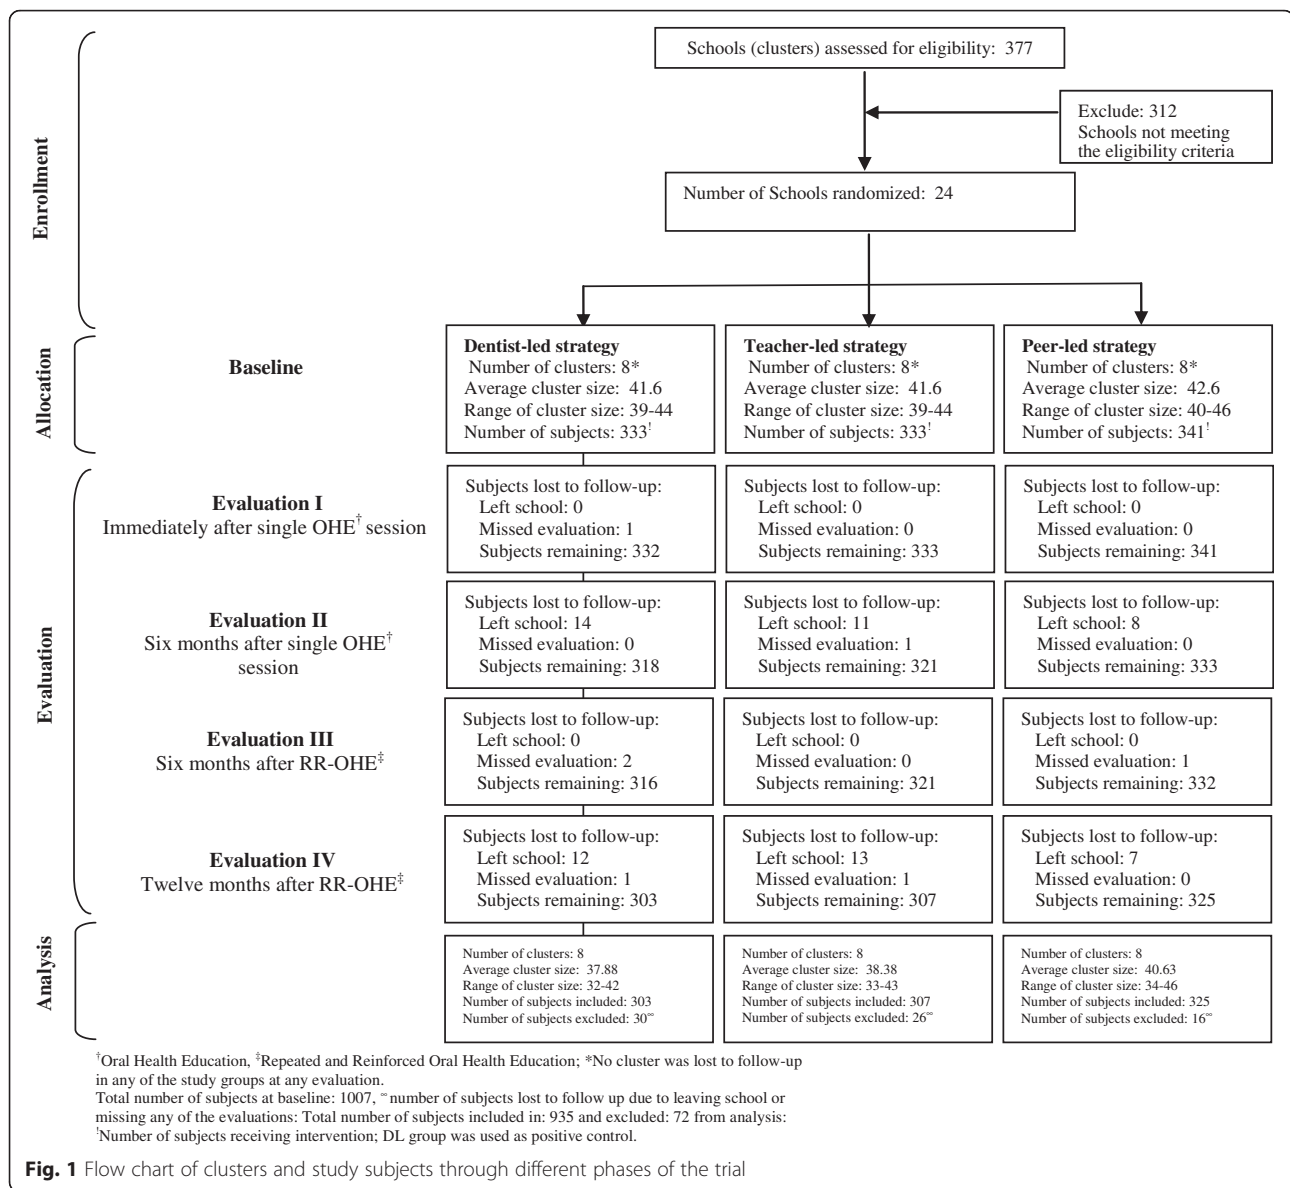 Schools (clusters) assessed for eligibility: 377
Exclude: 312
Schools not meeting
the eligibility criteria
Number of Schools randomized: 24
Enrollment
Allocation
Baseline
Dentist-led strategy
Number of clusters: 8*
Average cluster size: 41.6
Range of cluster size: 39-44
Number of subjects: 333!
Teacher-led strategy
Number of clusters: 8*
Average cluster size: 41.6
Range of cluster size: 39-44
Number of subjects: 333!
Peer-led strategy
Number of clusters: 8*
Average cluster size: 42.6
Range of cluster size: 40-46
Number of subjects: 341!
Evaluation
Evaluation I
Immediately after single OHE† session
Subjects lost to follow-up:
Left school: 0
Missed evaluation: 1
Subjects remaining: 332
Subjects lost to follow-up:
Left school: 0
Missed evaluation: 0
Subjects remaining: 333
Subjects lost to follow-up:
Left school: 0
Missed evaluation: 0
Subjects remaining: 341
Evaluation II
Six months after single OHE†
session
Subjects lost to follow-up:
Left school: 14
Missed evaluation: 0
Subjects remaining: 318
Subjects lost to follow-up:
Left school: 11
Missed evaluation: 1
Subjects remaining: 321
Subjects lost to follow-up:
Left school: 8
Missed evaluation: 0
Subjects remaining: 333
Evaluation III
Six months after RR-OHE‡
Subjects lost to follow-up:
Left school: 0
Missed evaluation: 2
Subjects remaining: 316
Subjects lost to follow-up:
Left school: 0
Missed evaluation: 0
Subjects remaining: 321
Subjects lost to follow-up:
Left school: 0
Missed evaluation: 1
Subjects remaining: 332
Evaluation IV
Twelve months after RR-OHE‡
Subjects lost to follow-up:
Left school: 12
Missed evaluation: 1
Subjects remaining: 303
Subjects lost to follow-up:
Left school: 13
Missed evaluation: 1
Subjects remaining: 307
Subjects lost to follow-up:
Left school: 7
Missed evaluation: 0
Subjects remaining: 325
Analysis
Number of clusters: 8
Average cluster size: 37.88
Range of cluster size: 32-42
Number of subjects included: 303
Number of subjects excluded: 30∞
Number of clusters: 8
Average cluster size: 38.38
Range of cluster size: 33-43
Number of subjects included: 307
Number of subjects excluded: 26∞
Number of clusters: 8
Average cluster size: 40.63
Range of cluster size: 34-46
Number of subjects included: 325
Number of subjects excluded: 16∞
†Oral Health Education, ‡Repeated and Reinforced Oral Health Education; *No cluster was lost to follow-up
in any of the study groups at any evaluation.
Total number of subjects at baseline: 1007, ∞number of subjects lost to follow up due to leaving school or
missing any of the evaluations: Total number of subjects included in: 935 and excluded: 72 from analysis:
!Number of subjects receiving intervention; DL group was used as positive control.
Fig. 1 Flow chart of clusters and study subjects through different phases of the trial